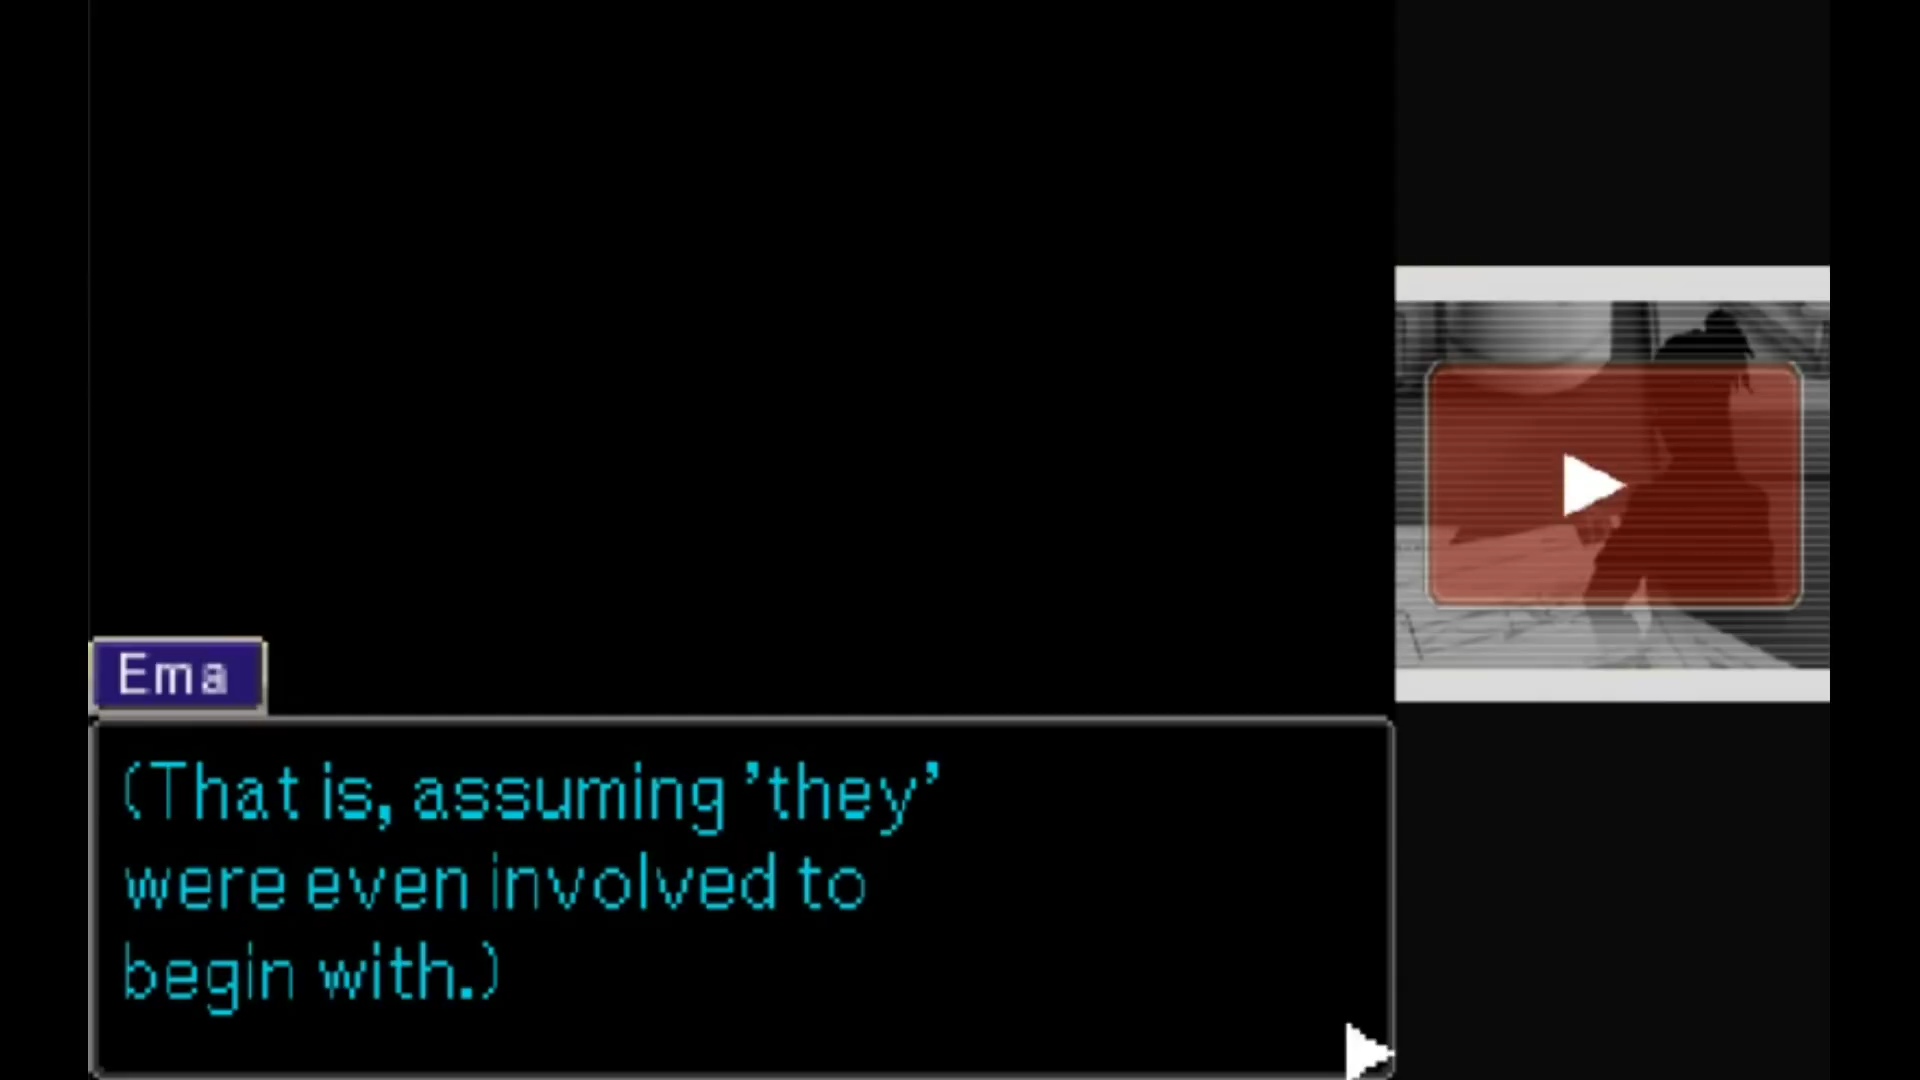 Ema
(That is, assuming 'they'
were even involved to
begin with.)